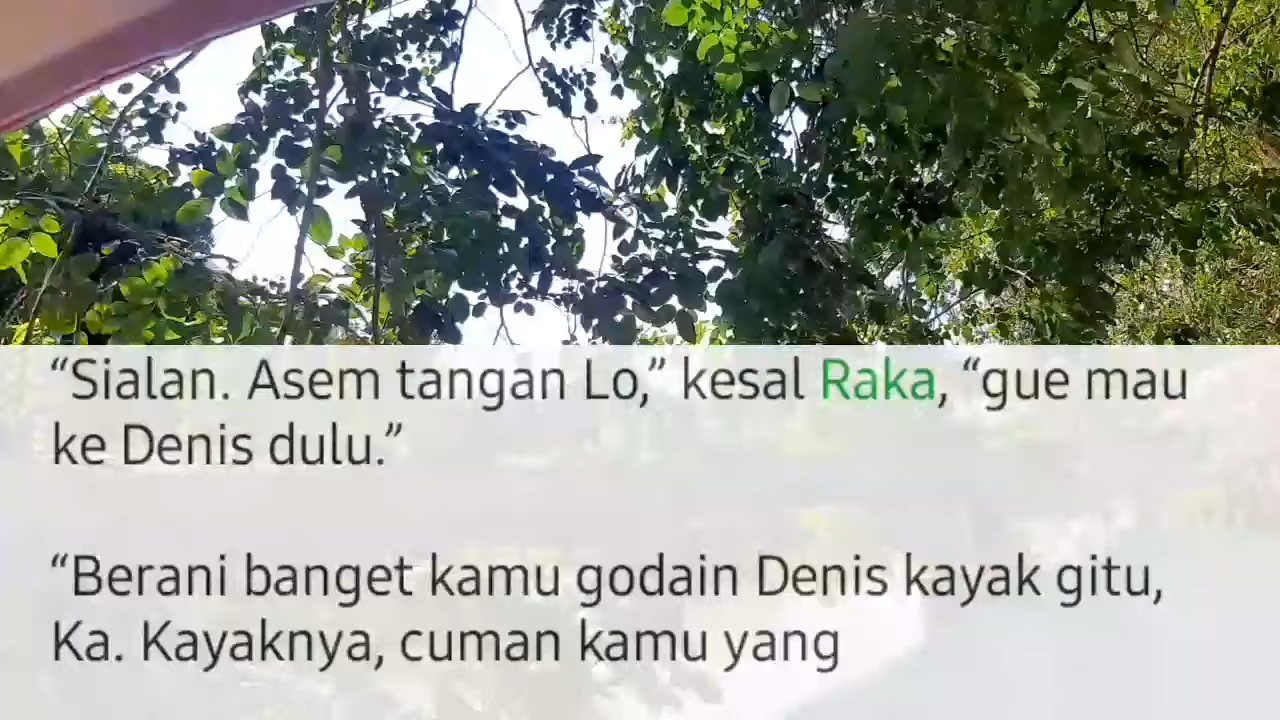 “Sialan. Asem tangan Lo,” kesal Raka, “gue mau
ke Denis dulu.”
“Berani banget kamu godain Denis kayak gitu,
Ka. Kayaknya, cuman kamu yang